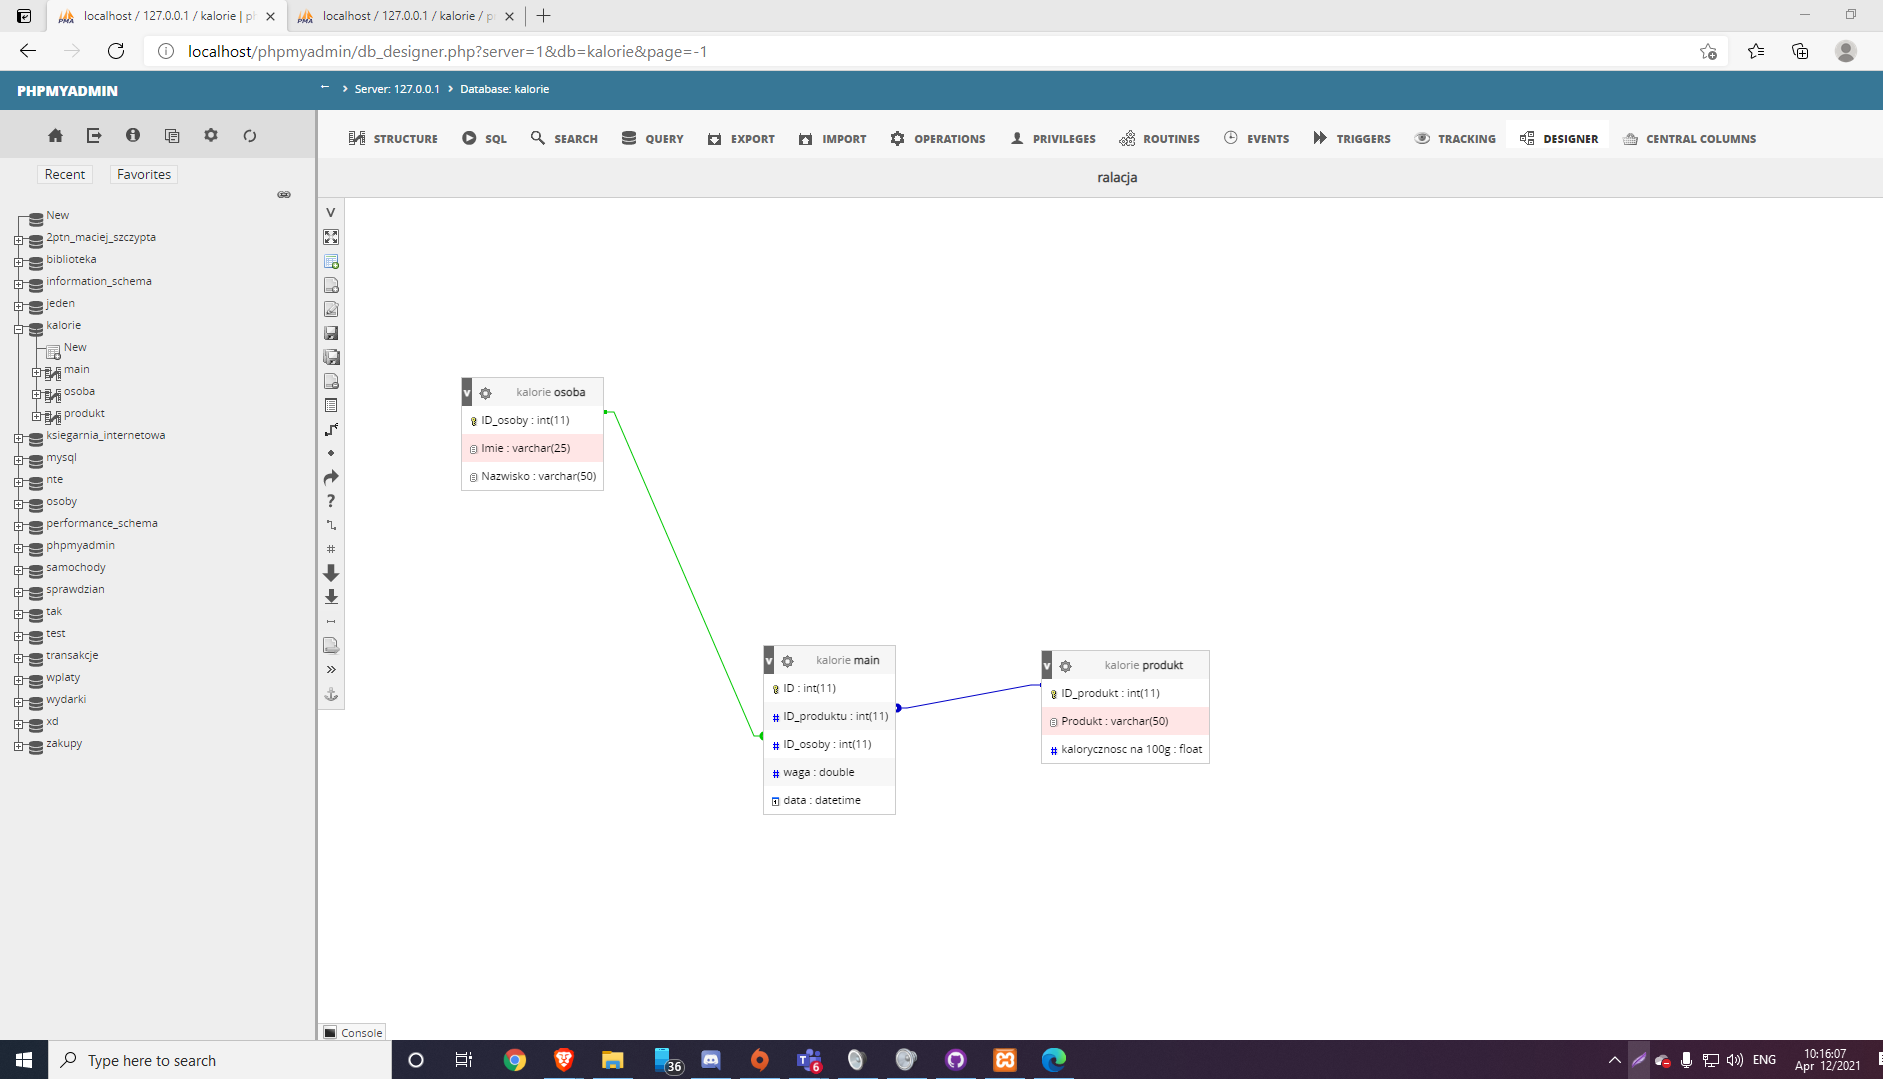 localhost / 127.0.0.1 / kalorie | ph
localhost / 127.0.0.1 / kalorie / pr
localhost/phpmyadmin/db_designer.php?server=1&db=kalorie&page=-1
PHPMYADMIN
← › Server: 127.0.0.1 › Database: kalorie
STRUCTURE SQL SEARCH QUERY EXPORT IMPORT OPERATIONS PRIVILEGES ROUTINES EVENTS TRIGGERS TRACKING DESIGNER CENTRAL COLUMNS
Recent Favorites
ralacja
New
2ptn_maciej_szczypta
biblioteka
information_schema
jeden
kalorie
New
main
osoba
produkt
ksiegarnia_internetowa
mysql
nte
osoby
performance_schema
phpmyadmin
samochody
sprawdzian
tak
test
transakcje
wplaty
wydarki
xd
zakupy
v kalorie osoba
ID_osoby : int(11)
Imie : varchar(25)
Nazwisko : varchar(50)
v kalorie main
ID : int(11)
# ID_produktu : int(11)
# ID_osoby : int(11)
# waga : double
data : datetime
v kalorie produkt
ID_produkt : int(11)
Produkt : varchar(50)
# kalorycznosc na 100g : float
Console
Type here to search
36
6
ENG
10:16:07
Apr 12/2021